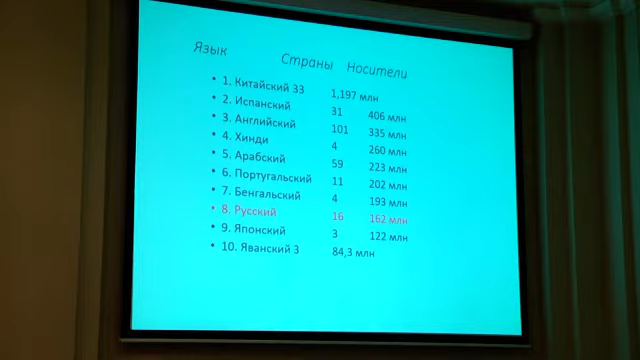 Язык Страны Носители
• 1. Китайский 33 1,197 млн
• 2. Испанский 31 406 млн
• 3. Английский 101 335 млн
• 4. Хинди 4 260 млн
• 5. Арабский 59 223 млн
• 6. Португальский 11 202 млн
• 7. Бенгальский 4 193 млн
• 8. Русский 16 162 млн
• 9. Японский 3 122 млн
• 10. Яванский 3 84,3 млн